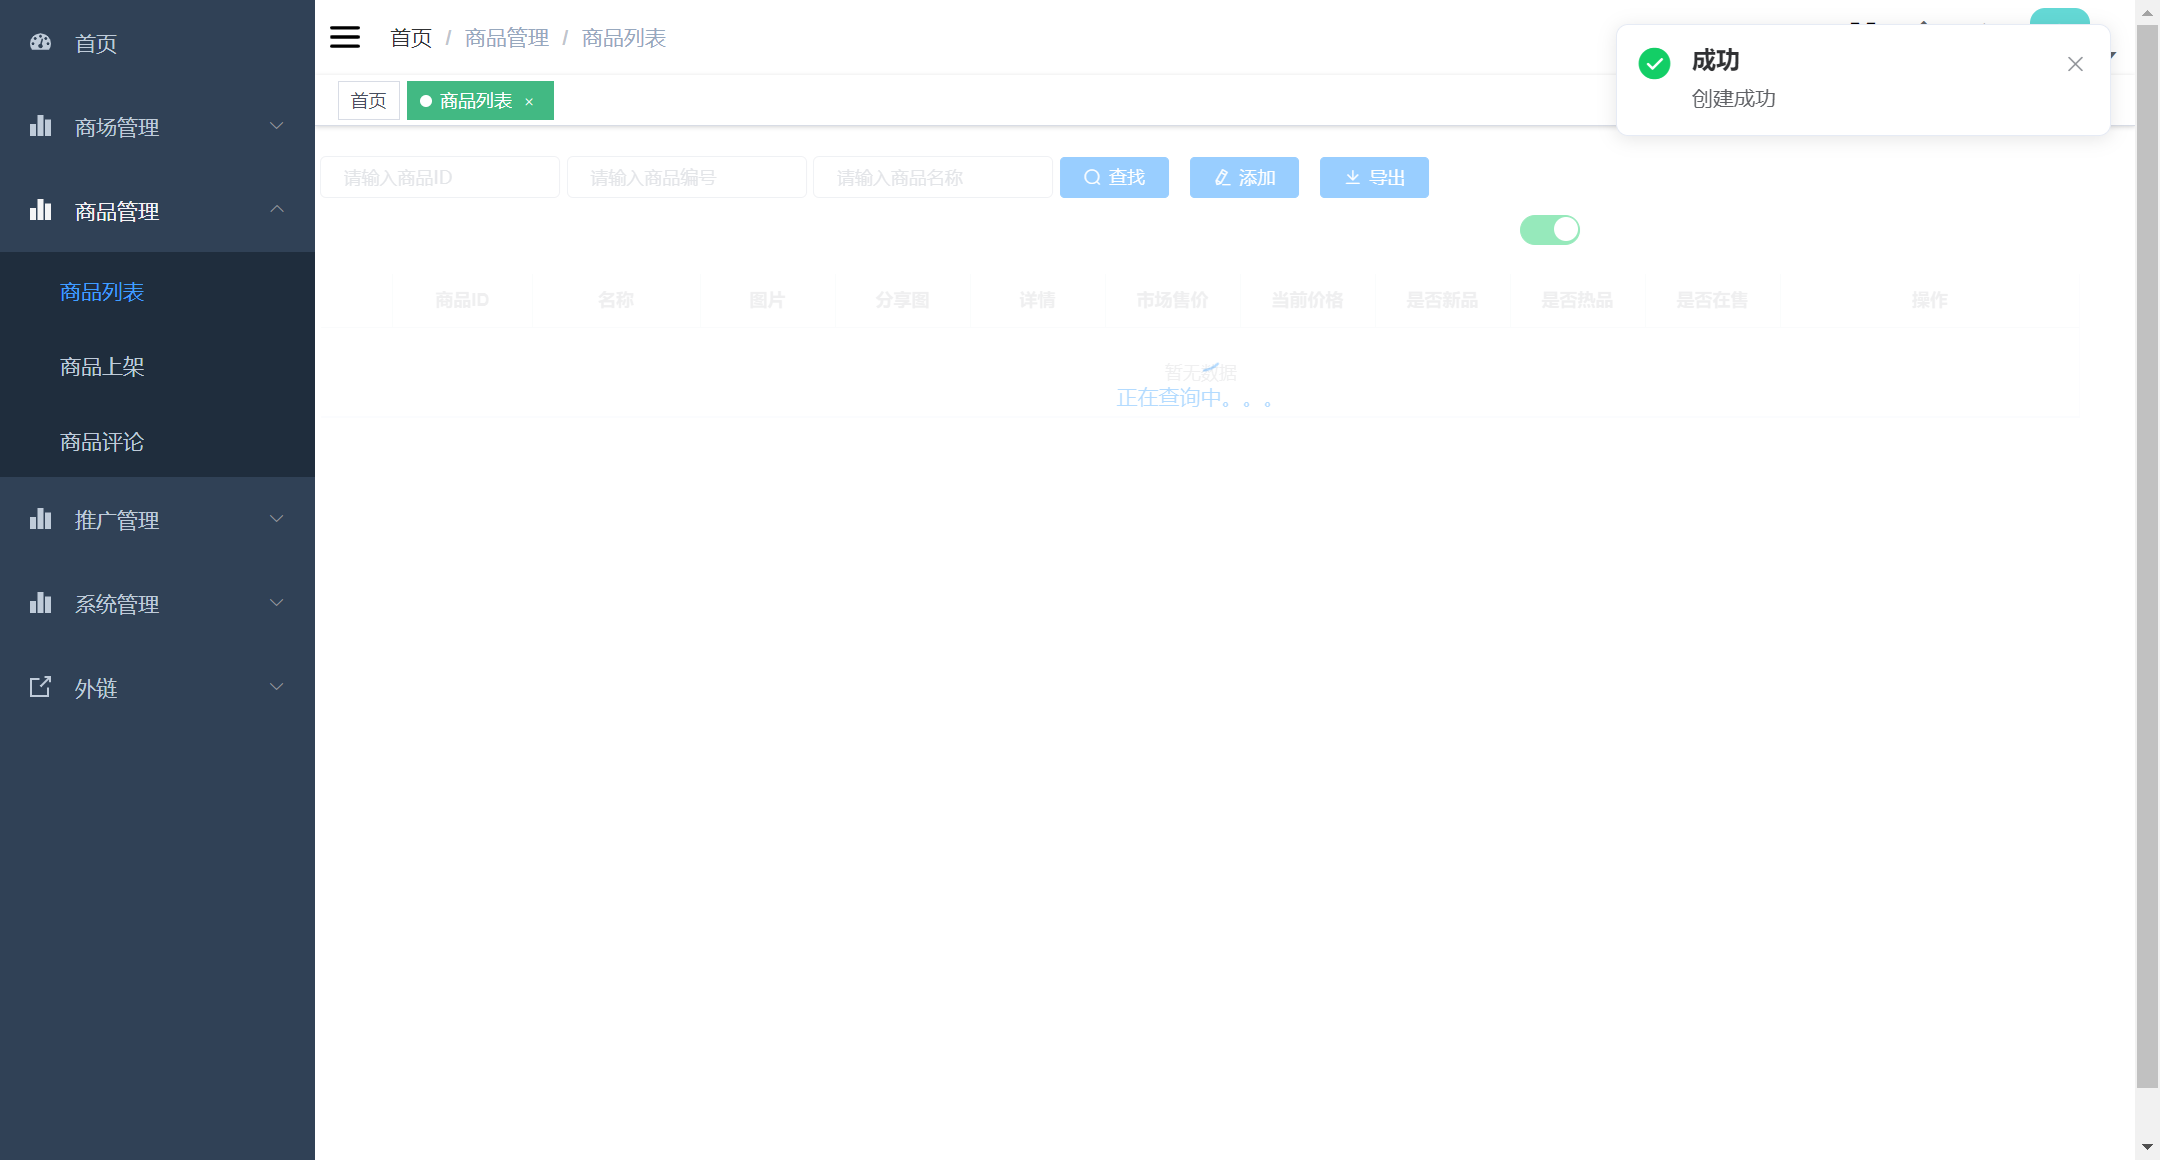 首页
商场管理
商品管理
商品列表
商品上架
商品评论
推广管理
系统管理
外链
首页 / 商品管理 / 商品列表
首页
商品列表 ×
成功
创建成功
请输入商品ID
请输入商品编号
请输入商品名称
查找
添加
导出
商品ID 名称 图片 分享图 详情 市场售价 当前价格 是否新品 是否热品 是否在售 操作
暂无数据
正在查询中。。。